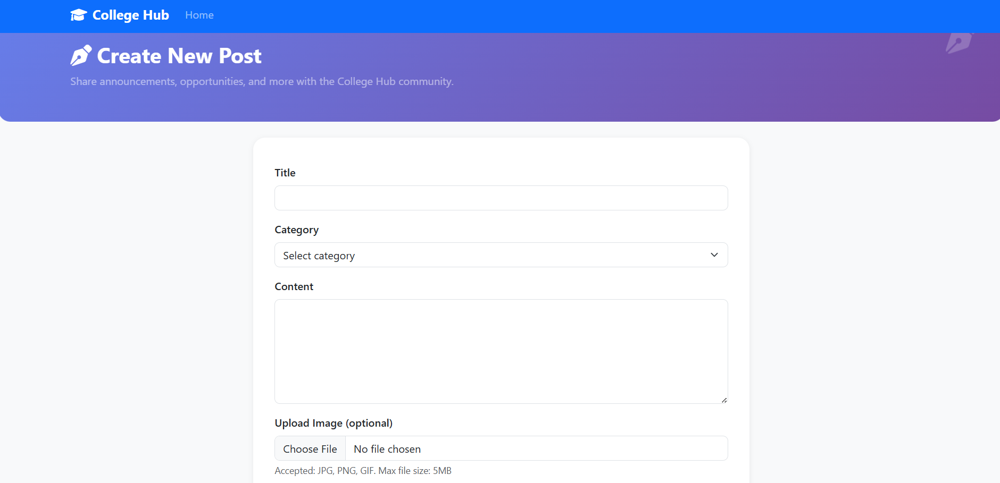 College Hub Home
Create New Post
Share announcements, opportunities, and more with the College Hub community.
Title
Category
Select category
Content
Upload Image (optional)
Choose File No file chosen
Accepted: JPG, PNG, GIF. Max file size: 5MB